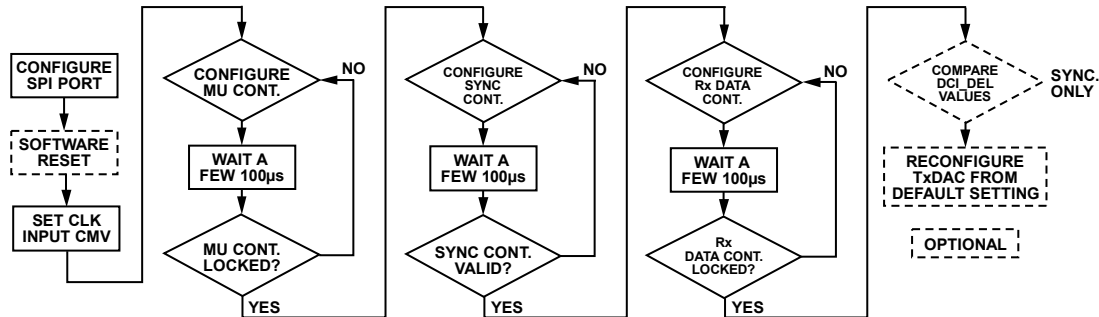 CONFIGURE
SPI PORT
SOFTWARE
RESET
SET CLK
INPUT CMV
CONFIGURE
MU CONT.
NO
WAIT A
FEW 100µs
MU CONT.
LOCKED?
YES
CONFIGURE
SYNC
CONT.
NO
WAIT A
FEW 100µs
SYNC CONT.
VALID?
YES
CONFIGURE
Rx DATA
CONT.
NO
WAIT A
FEW 100µs
Rx
DATA CONT.
LOCKED?
YES
COMPARE
DCI_DEL
VALUES
SYNC.
ONLY
RECONFIGURE
TxDAC FROM
DEFAULT SETTING
OPTIONAL